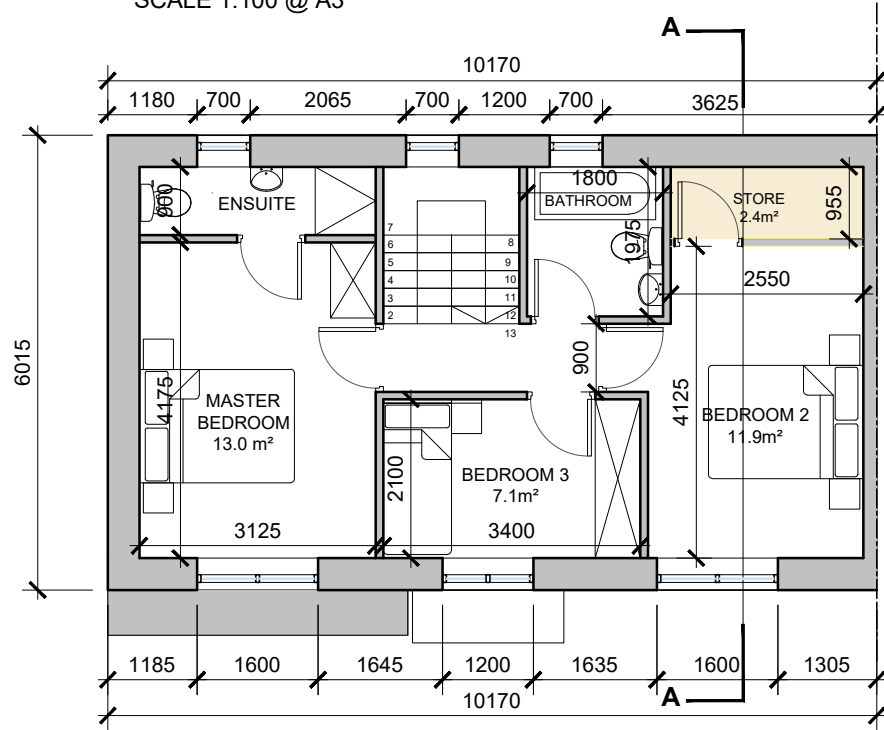 SCALE 1:100 @ A3
A
10170
1180 700 2065 700 1200 700 3625
6015
900
ENSUITE
1800
BATHROOM
1975
STORE
2.4m²
955
2550
7
6
5
4
3
2
8
9
10
11
12
13
900
4175
MASTER
BEDROOM
13.0 m²
2100
BEDROOM 3
7.1m²
4125
BEDROOM 2
11.9m²
3125
3400
1185 1600 1645 1200 1635 1600 1305
A
10170